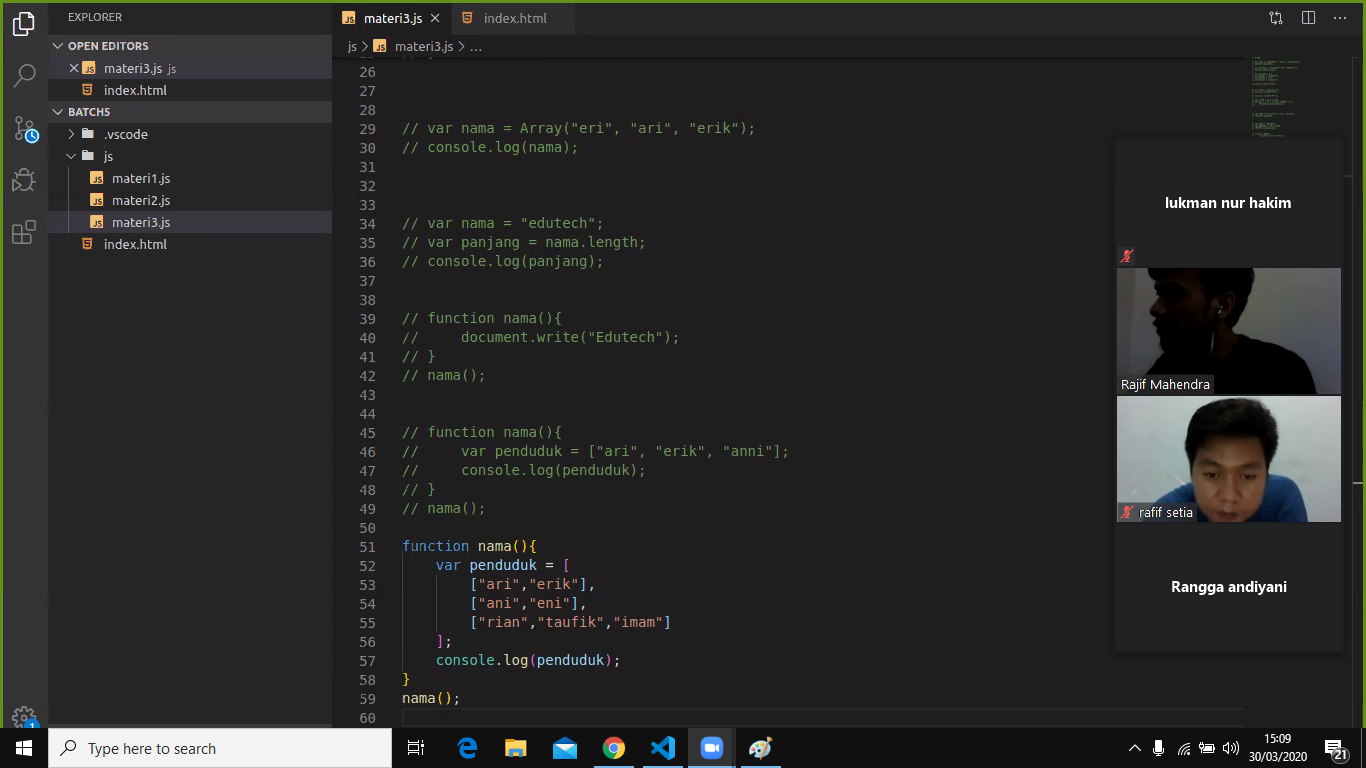 EXPLORER
OPEN EDITORS
materi3.js js
index.html
BATCH5
.vscode
js
materi1.js
materi2.js
materi3.js
index.html
materi3.js
index.html
js > materi3.js > ...
26
27
28
29 // var nama = Array("eri", "ari", "erik");
30 // console.log(nama);
31
32
33
34 // var nama = "edutech";
35 // var panjang = nama.length;
36 // console.log(panjang);
37
38
39 // function nama(){
40 //     document.write("Edutech");
41 // }
42 // nama();
43
44
45 // function nama(){
46 //     var penduduk = ["ari", "erik", "anni"];
47 //     console.log(penduduk);
48 // }
49 // nama();
50
51 function nama(){
52     var penduduk = [
53         ["ari","erik"],
54         ["ani","eni"],
55         ["rian","taufik","imam"]
56     ];
57     console.log(penduduk);
58 }
59 nama();
60
lukman nur hakim
Rajif Mahendra
rafif setia
Rangga andiyani
1
Type here to search
15:09
30/03/2020
21